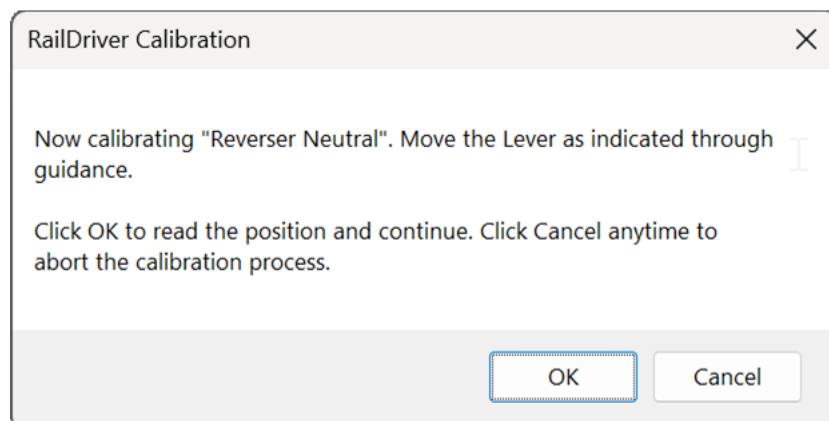 RailDriver Calibration
Now calibrating "Reverser Neutral". Move the Lever as indicated through
guidance.
Click OK to read the position and continue. Click Cancel anytime to
abort the calibration process.
OK
Cancel